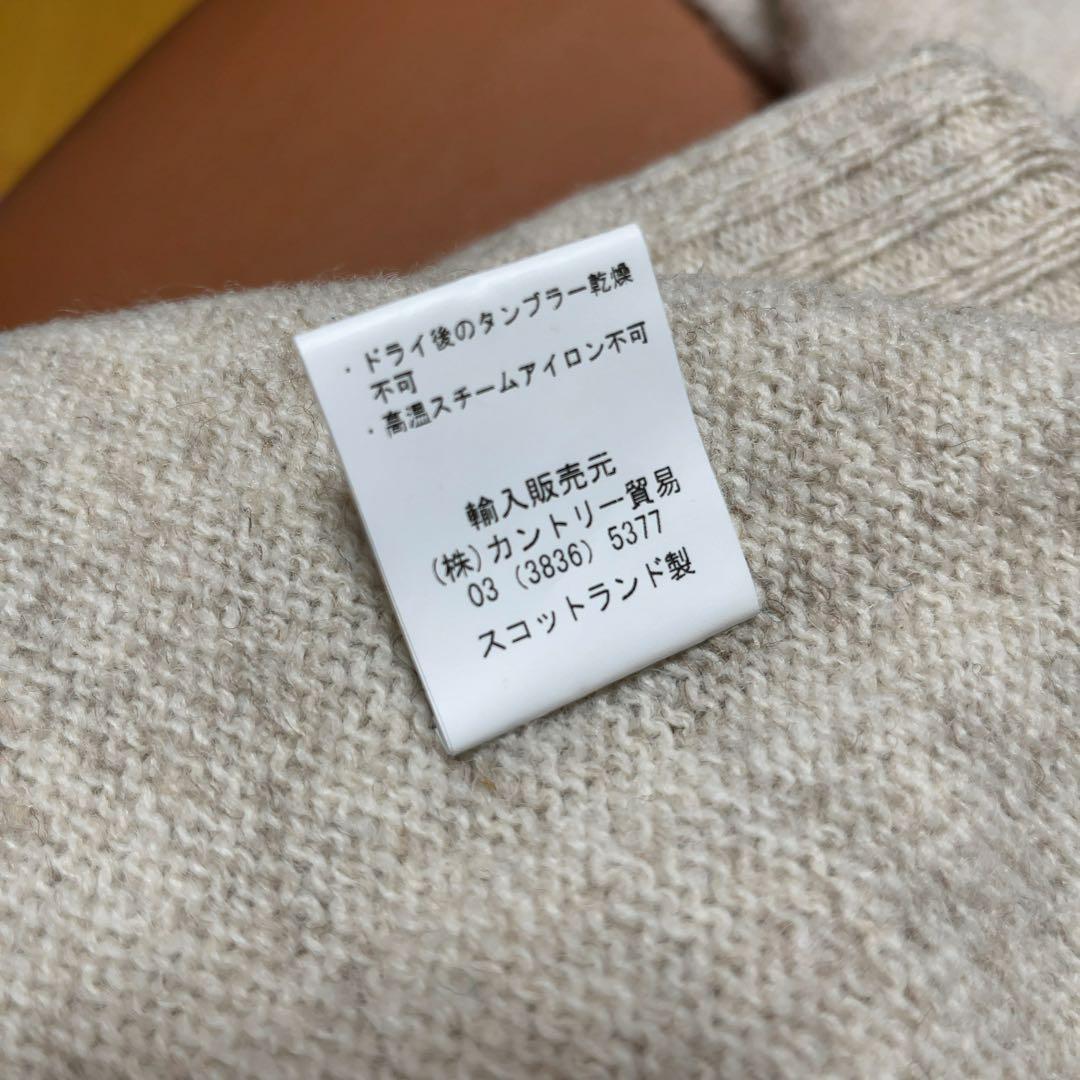 ・ドライ後のタンブラー乾燥
不可
・高温スチームアイロン不可
輸入販売元
(株)カントリー貿易
03 (3836) 5377
スコットランド製